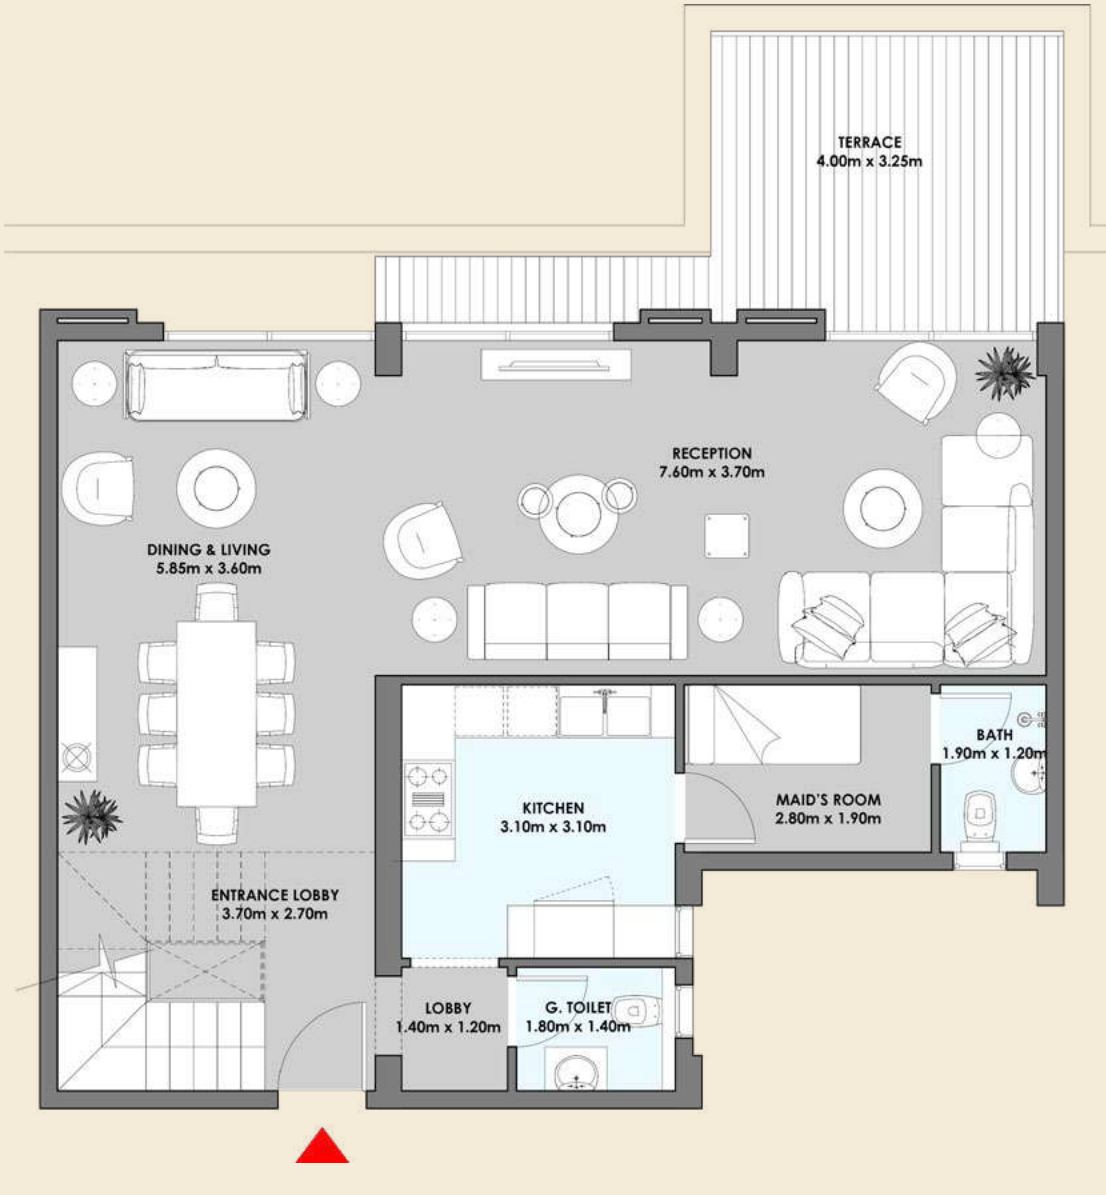 TERRACE
4.00m x 3.25m
RECEPTION
7.60m x 3.70m
DINING & LIVING
5.85m x 3.60m
BATH
1.90m x 1.20m
KITCHEN
3.10m x 3.10m
MAID'S ROOM
2.80m x 1.90m
ENTRANCE LOBBY
3.70m x 2.70m
LOBBY
1.40m x 1.20m
G. TOILET
1.80m x 1.40m